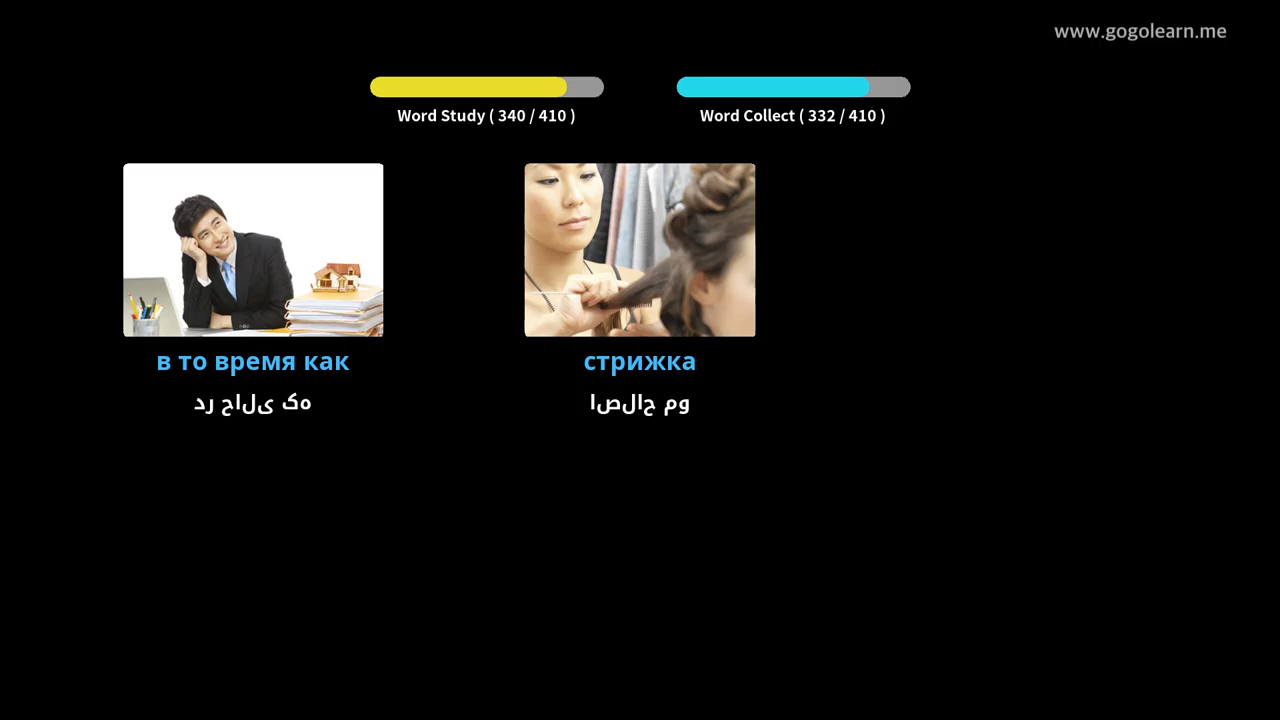 www.gogolearn.me
Word Study ( 340 / 410 )
Word Collect ( 332 / 410 )
в то время как
در حالی که
стрижка
اصلاح مو